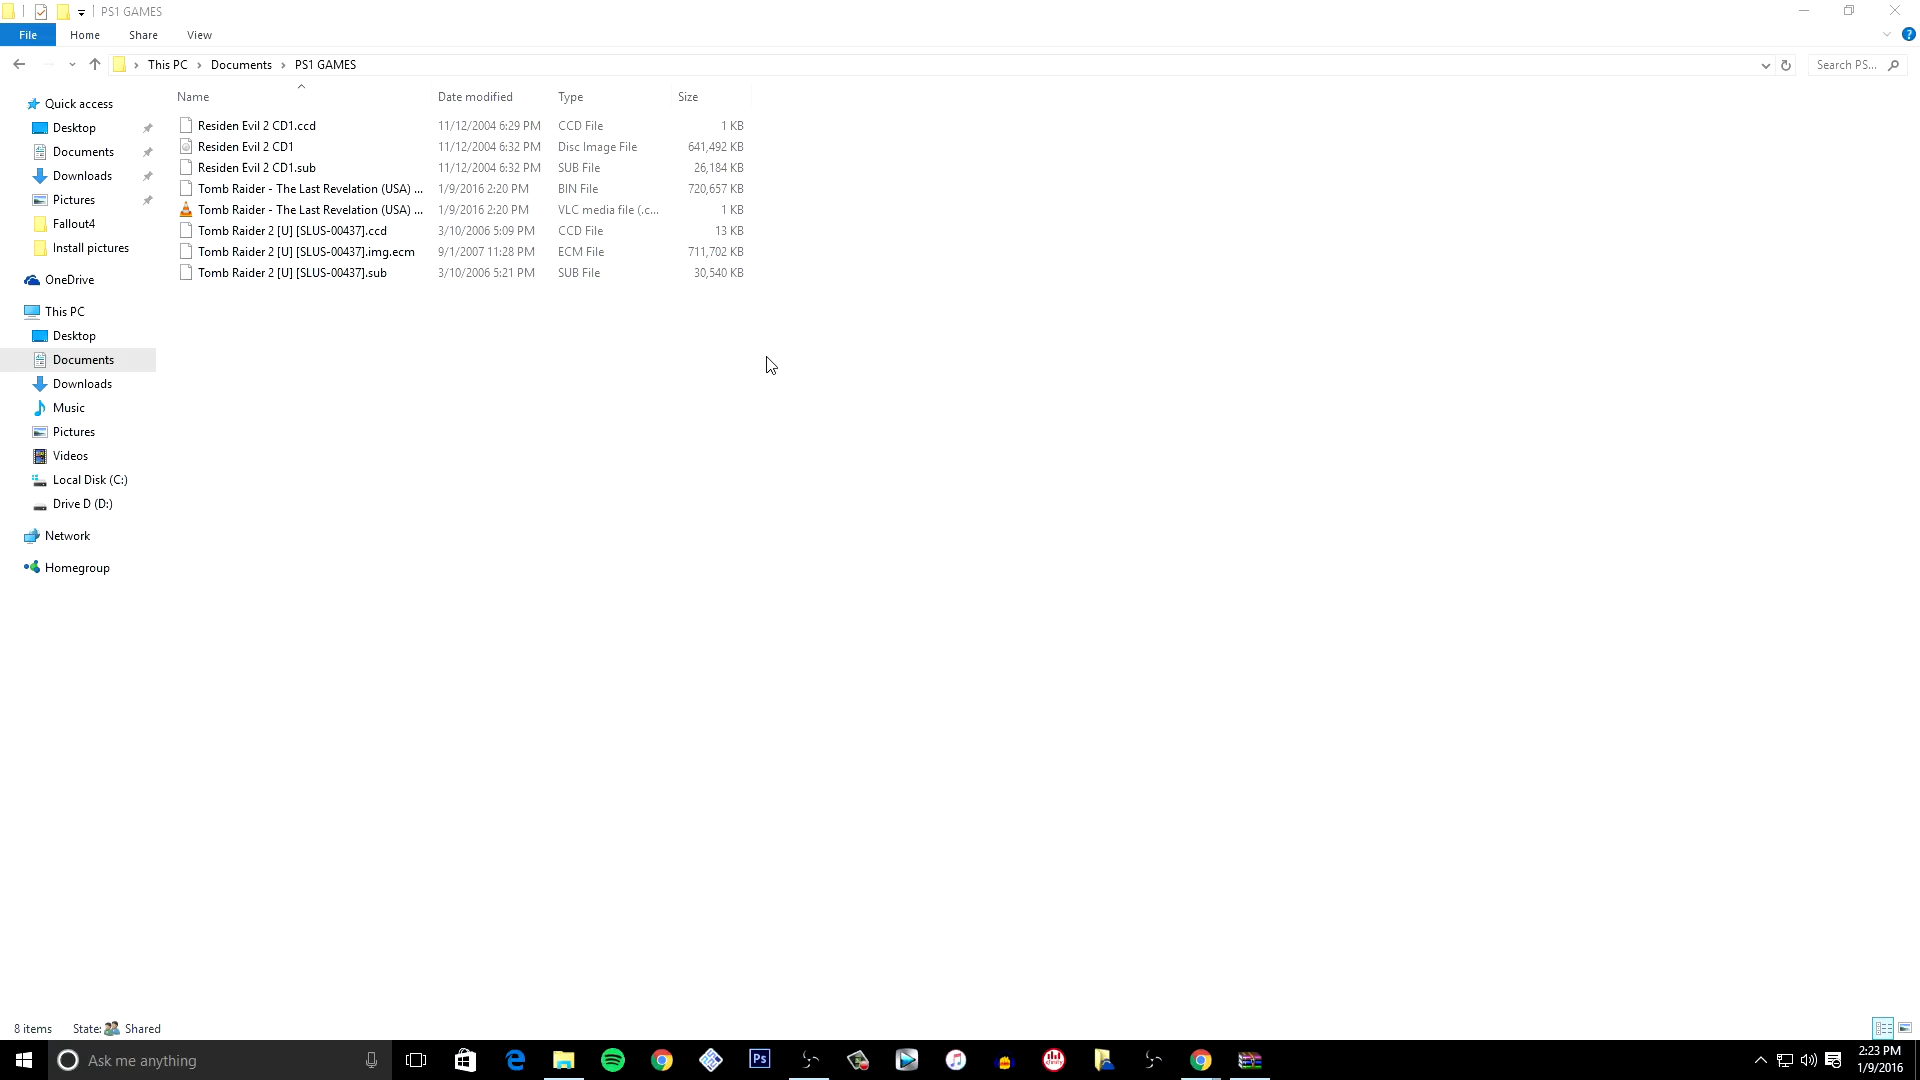 PS1 GAMES
File Home Share View
This PC Documents PS1 GAMES Search PS...
Name Date modified Type Size
Quick access
Desktop
Documents
Downloads
Pictures
Fallout4
Install pictures
OneDrive
This PC
Desktop
Documents
Downloads
Music
Pictures
Videos
Local Disk (C:)
Drive D (D:)
Network
Homegroup
Residen Evil 2 CD1.ccd 11/12/2004 6:29 PM CCD File 1 KB
Residen Evil 2 CD1 11/12/2004 6:32 PM Disc Image File 641,492 KB
Residen Evil 2 CD1.sub 11/12/2004 6:32 PM SUB File 26,184 KB
Tomb Raider - The Last Revelation (USA) ... 1/9/2016 2:20 PM BIN File 720,657 KB
Tomb Raider - The Last Revelation (USA) ... 1/9/2016 2:20 PM VLC media file (.c... 1 KB
Tomb Raider 2 [U] [SLUS-00437].ccd 3/10/2006 5:09 PM CCD File 13 KB
Tomb Raider 2 [U] [SLUS-00437].img.ecm 9/1/2007 11:28 PM ECM File 711,702 KB
Tomb Raider 2 [U] [SLUS-00437].sub 3/10/2006 5:21 PM SUB File 30,540 KB
8 items State: Shared
Ask me anything
Ps
xfinity
2:23 PM
1/9/2016